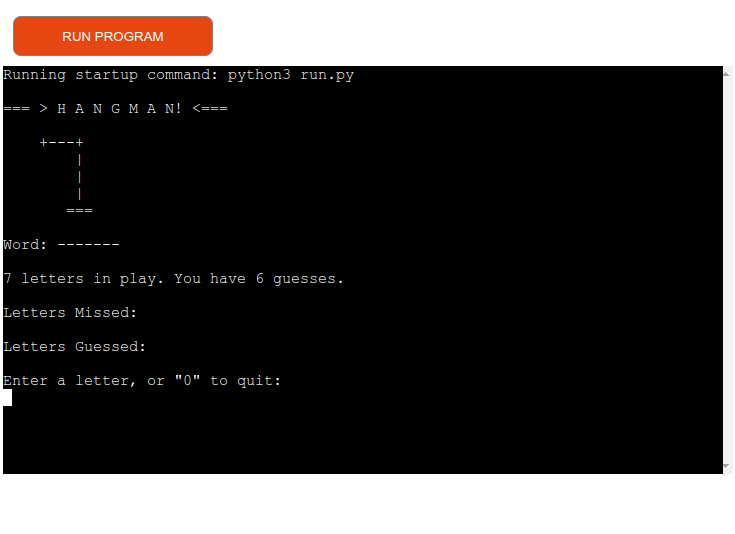 RUN PROGRAM
Running startup command: python3 run.py
=== > H A N G M A N! <===
    +---+
        |
        |
        |
       ===
Word: -------
7 letters in play. You have 6 guesses.
Letters Missed:
Letters Guessed:
Enter a letter, or "0" to quit: